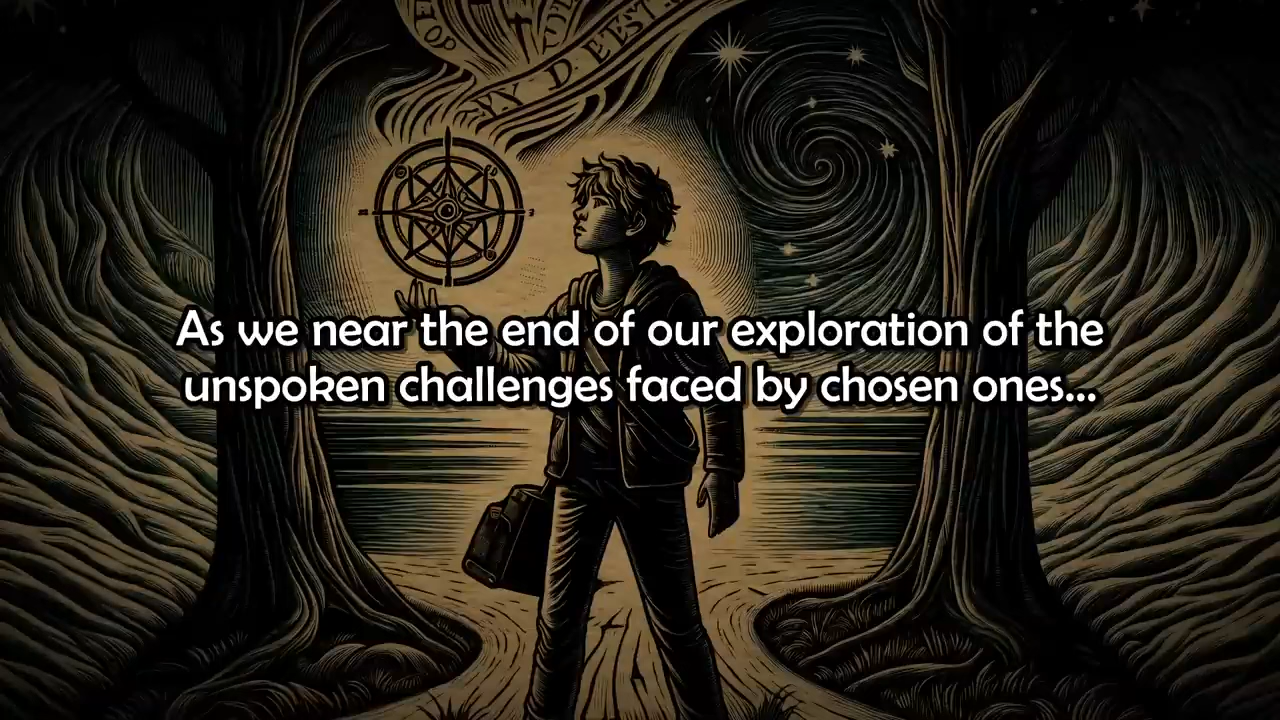 As we near the end of our exploration of the
unspoken challenges faced by chosen ones...